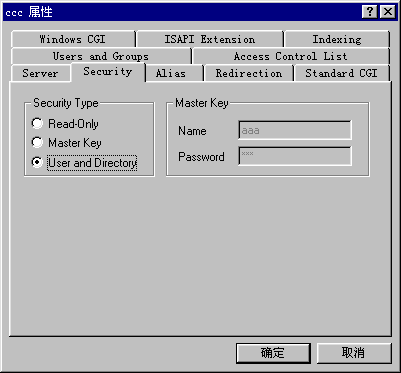 ccc 属性
Windows CGI ISAPI Extension Indexing
Users and Groups Access Control List
Server Security Alias Redirection Standard CGI
Security Type Master Key
Read-Only
Name aaa
Master Key
Password ***
User and Directory
确定 取消